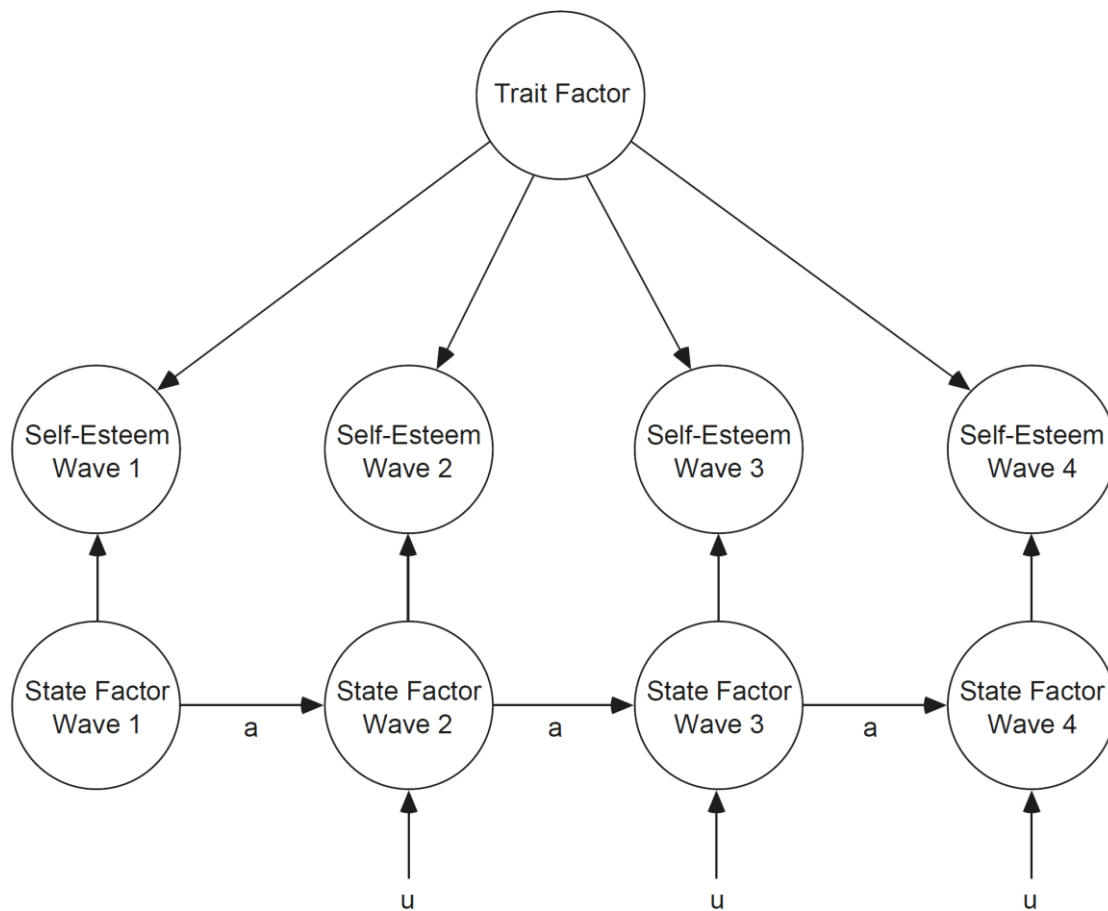 Trait Factor
Self-Esteem
Wave 1
Self-Esteem
Wave 2
Self-Esteem
Wave 3
Self-Esteem
Wave 4
State Factor
Wave 1
a
State Factor
Wave 2
a
State Factor
Wave 3
a
State Factor
Wave 4
u
u
u